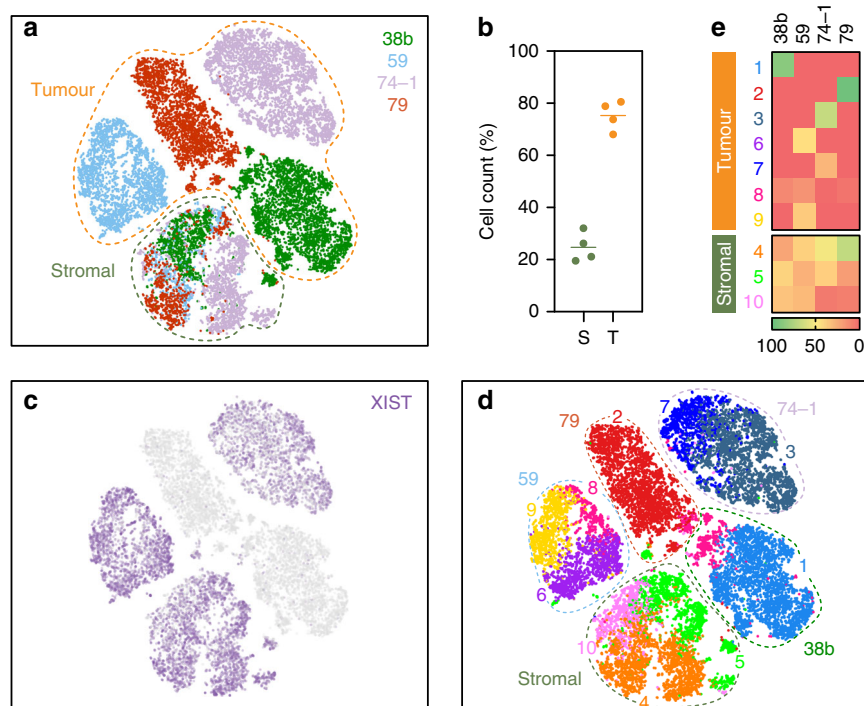 a
38b
59
74–1
79
Tumour
Stromal
b
100
80
60
40
20
0
Cell count (%)
S T
e
38b 59 74–1 79
Tumour
1
2
3
6
7
8
9
Stromal
4
5
10
100 50 0
c
XIST
d
7
74–1
79
2
3
59
8
9
1
6
10
38b
5
Stromal
4